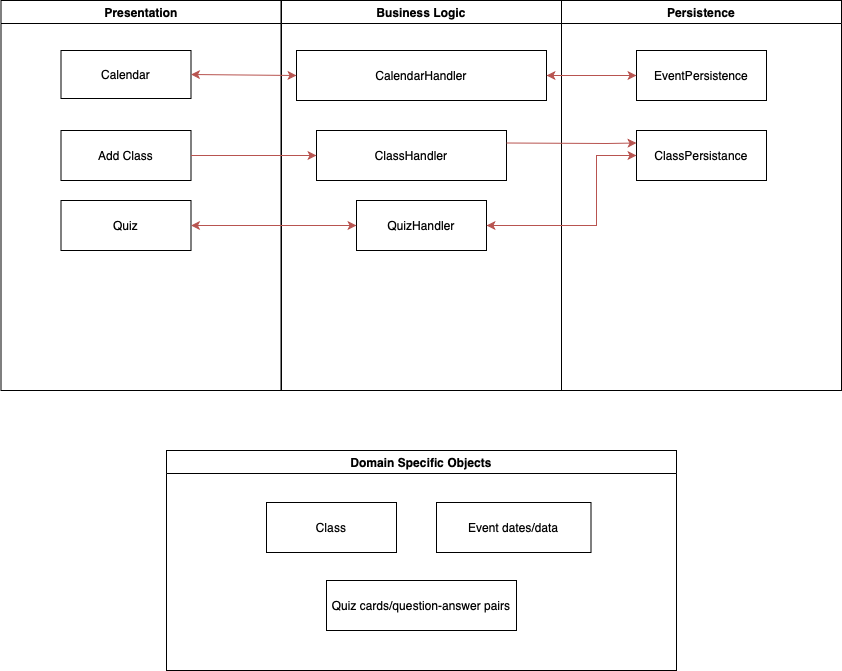 Presentation
Business Logic
Persistence
Calendar
CalendarHandler
EventPersistence
Add Class
ClassHandler
ClassPersistance
Quiz
QuizHandler
Domain Specific Objects
Class
Event dates/data
Quiz cards/question-answer pairs